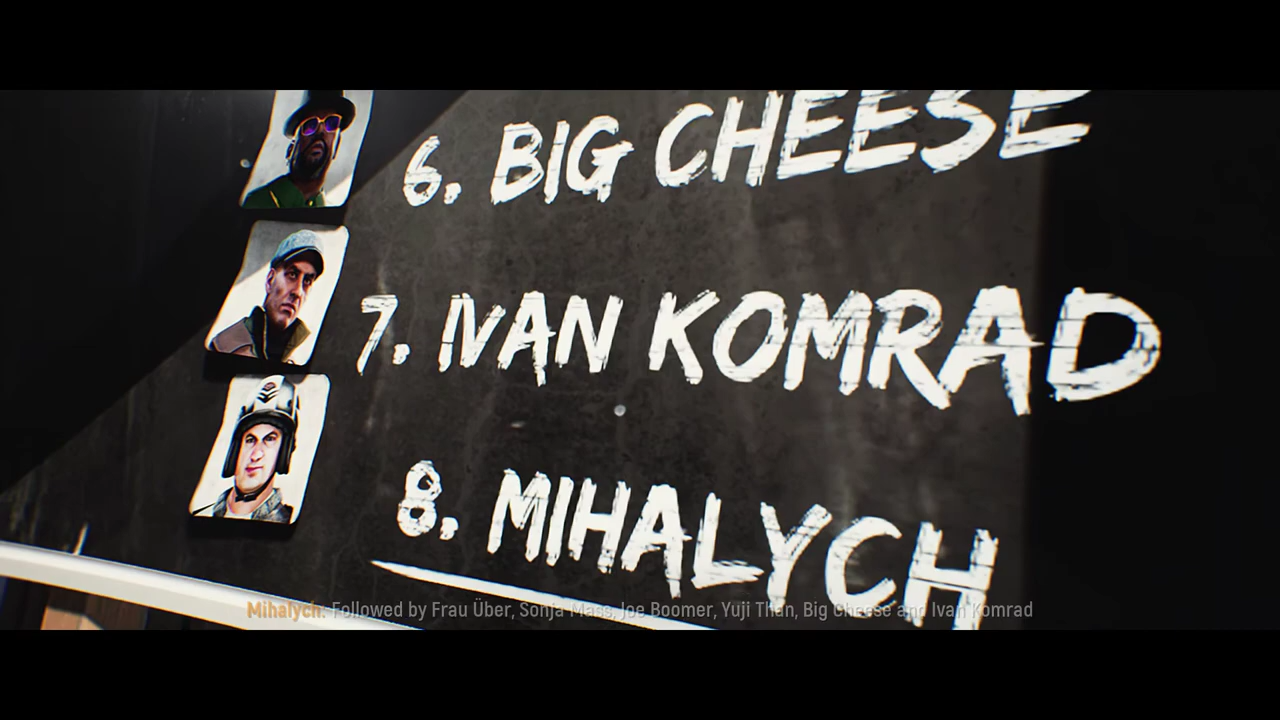 6. BIG CHEESE
7. IVAN KOMRAD
8. MIHALYCH
Mihalych: Followed by Frau Über, Sonja Mass, Joe Boomer, Yuji Than, Big Cheese and Ivan Komrad